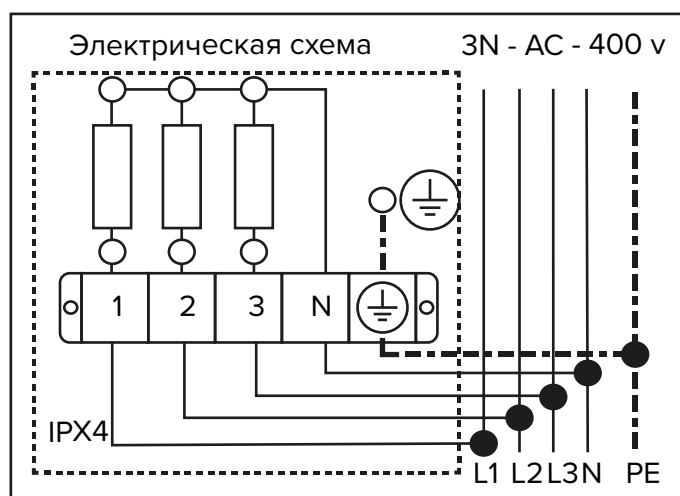 Электрическая схема
3N - AC - 400 v
1 2 3 N
IPX4
L1 L2 L3 N PE